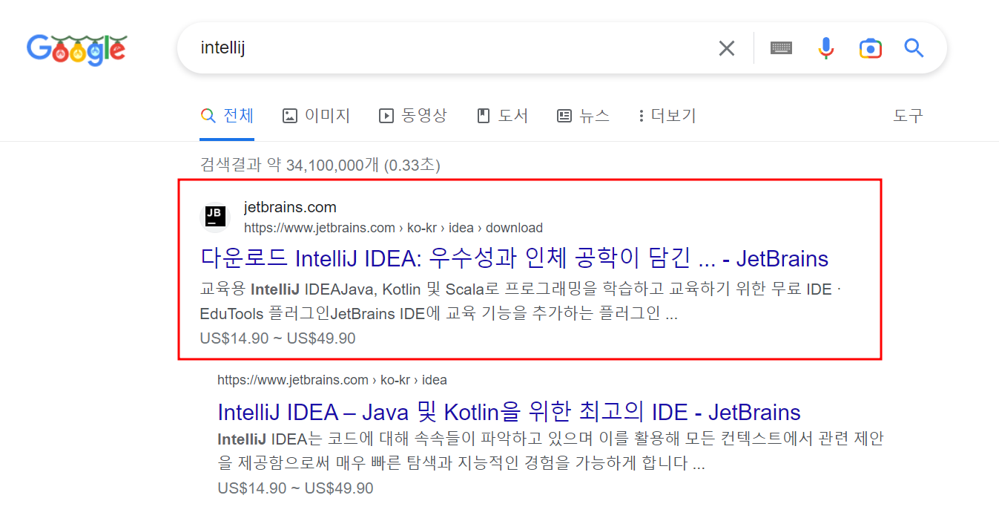 Google
intellij
전체 이미지 동영상 도서 뉴스 더보기 도구
검색결과 약 34,100,000개 (0.33초)
JB
jetbrains.com
https://www.jetbrains.com › ko-kr › idea › download
다운로드 IntelliJ IDEA: 우수성과 인체 공학이 담긴 ... - JetBrains
교육용 IntelliJ IDEAJava, Kotlin 및 Scala로 프로그래밍을 학습하고 교육하기 위한 무료 IDE ·
EduTools 플러그인JetBrains IDE에 교육 기능을 추가하는 플러그인 ...
US$14.90 ~ US$49.90
https://www.jetbrains.com › ko-kr › idea
IntelliJ IDEA – Java 및 Kotlin을 위한 최고의 IDE - JetBrains
IntelliJ IDEA는 코드에 대해 속속들이 파악하고 있으며 이를 활용해 모든 컨텍스트에서 관련 제안
을 제공함으로써 매우 빠른 탐색과 지능적인 경험을 가능하게 합니다 ...
US$14.90 ~ US$49.90